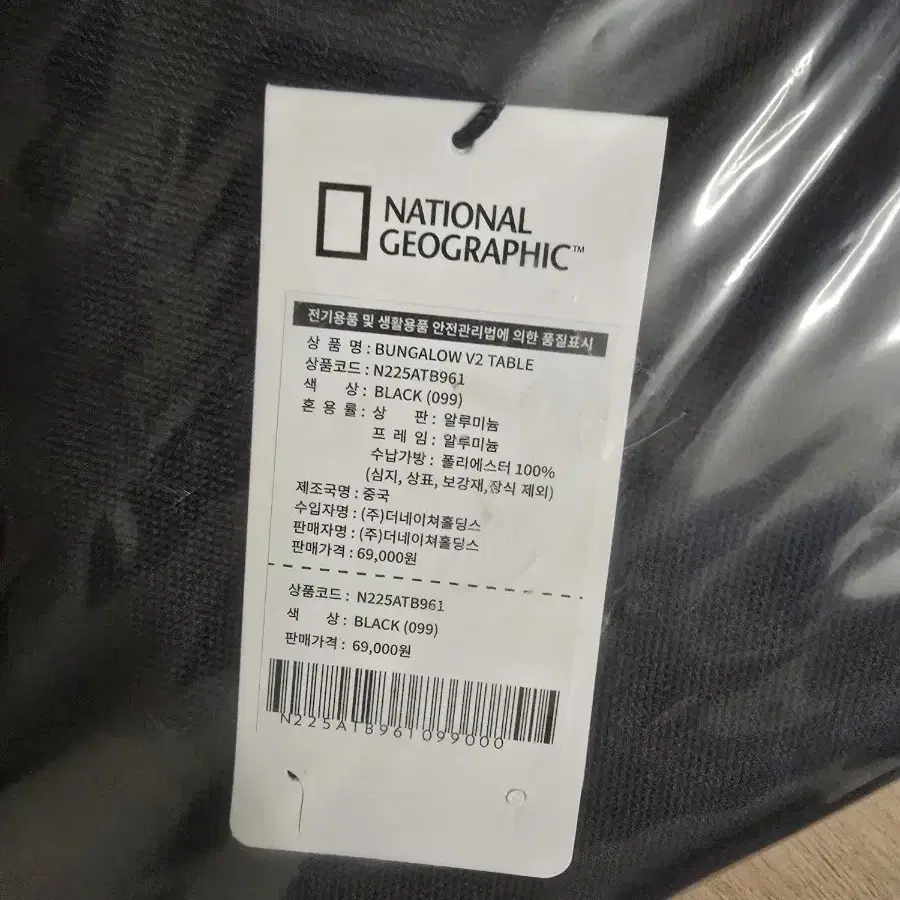 NATIONAL
GEOGRAPHIC™
전기용품 및 생활용품 안전관리법에 의한 품질표시
상 품 명 : BUNGALOW V2 TABLE
상품코드 : N225ATB961
색 상 : BLACK (099)
혼 용 률 : 상 판 : 알루미늄
프 레 임 : 알루미늄
수납가방 : 폴리에스터 100%
(심지, 상표, 보강재,장식 제외)
제조국명 : 중국
수입자명 : (주)더네이쳐홀딩스
판매자명 : (주)더네이쳐홀딩스
판매가격 : 69,000원
상품코드 : N225ATB961
색 상 : BLACK (099)
판매가격 : 69,000원
N225ATB961099000